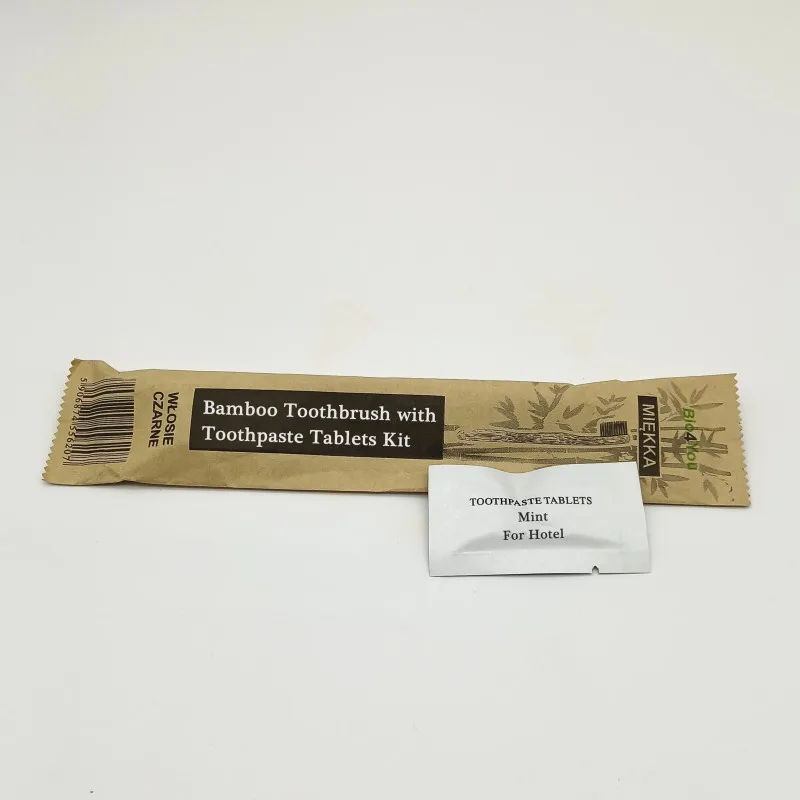 WŁOSIE
CZARNE
Bamboo Toothbrush with
Toothpaste Tablets Kit
MIĘKKA
Bio4You
TOOTHPASTE TABLETS
Mint
For Hotel